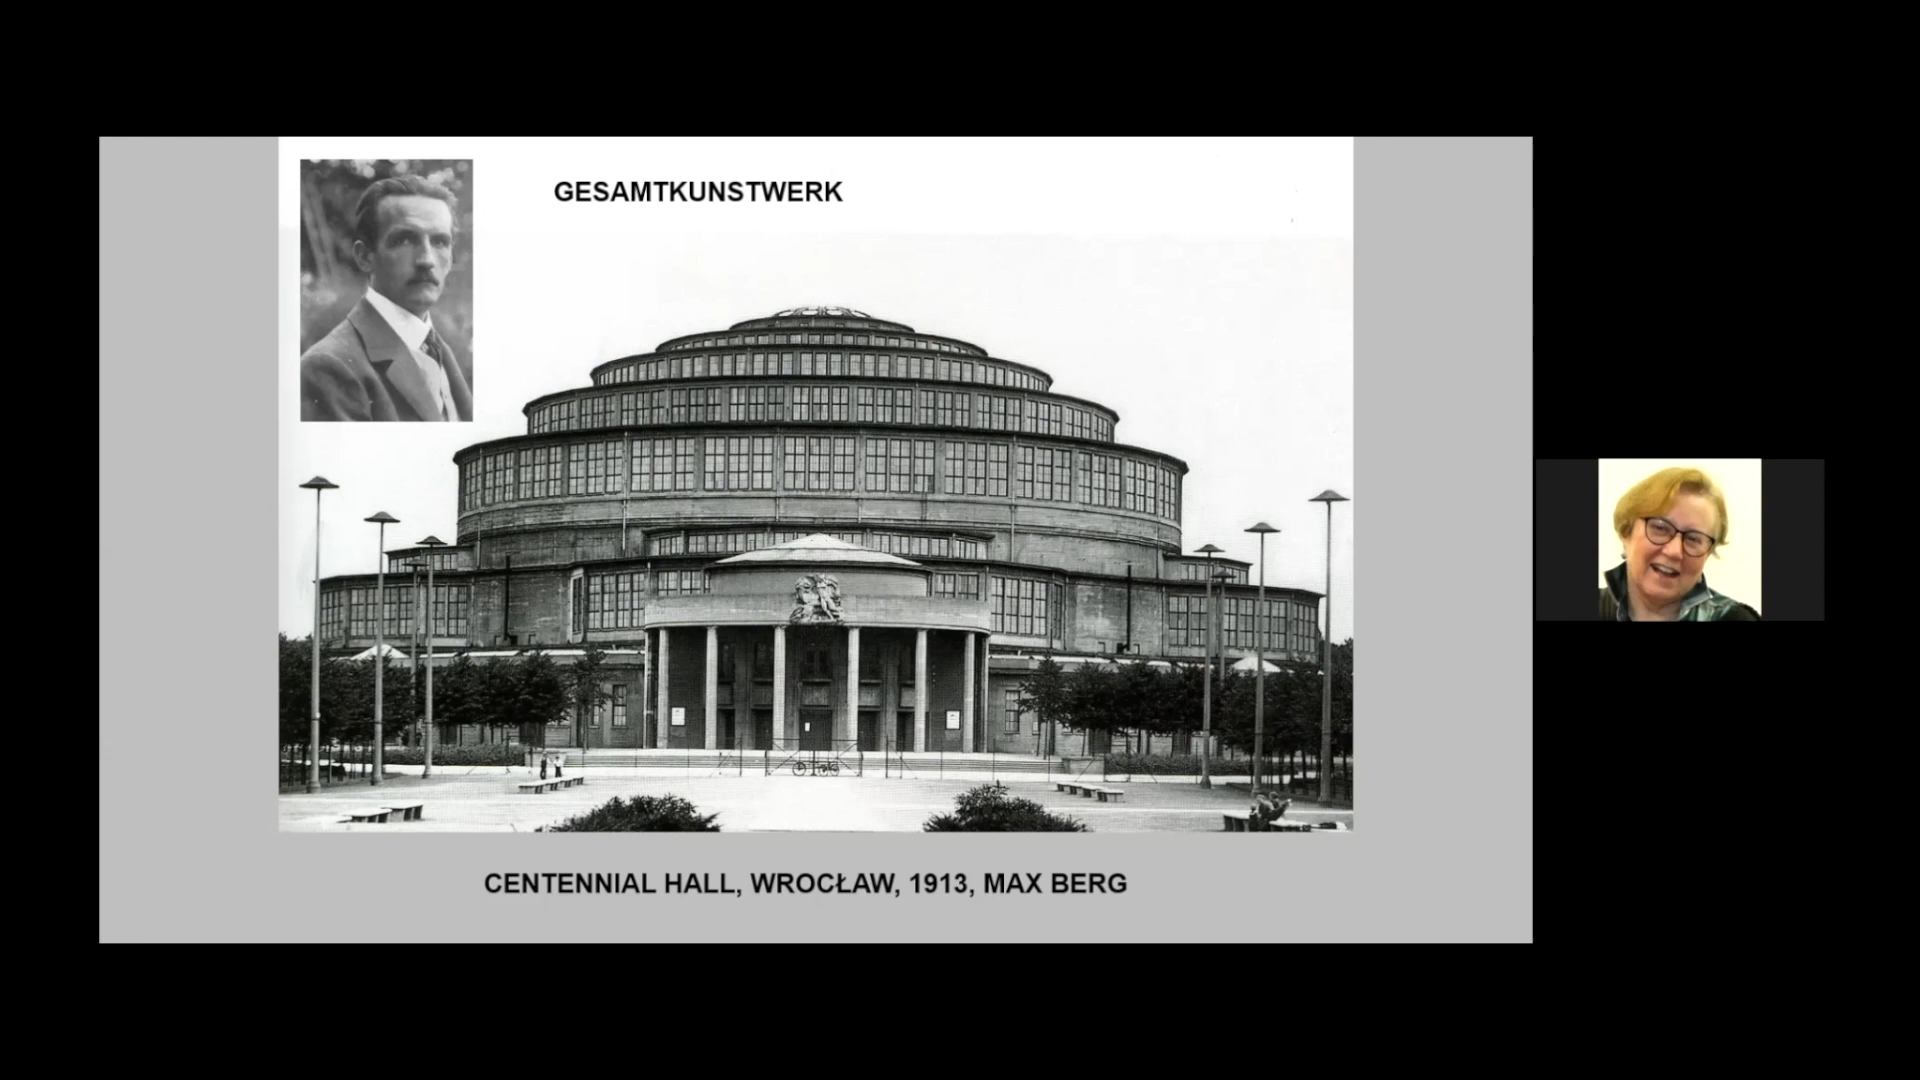 GESAMTKUNSTWERK
CENTENNIAL HALL, WROCŁAW, 1913, MAX BERG